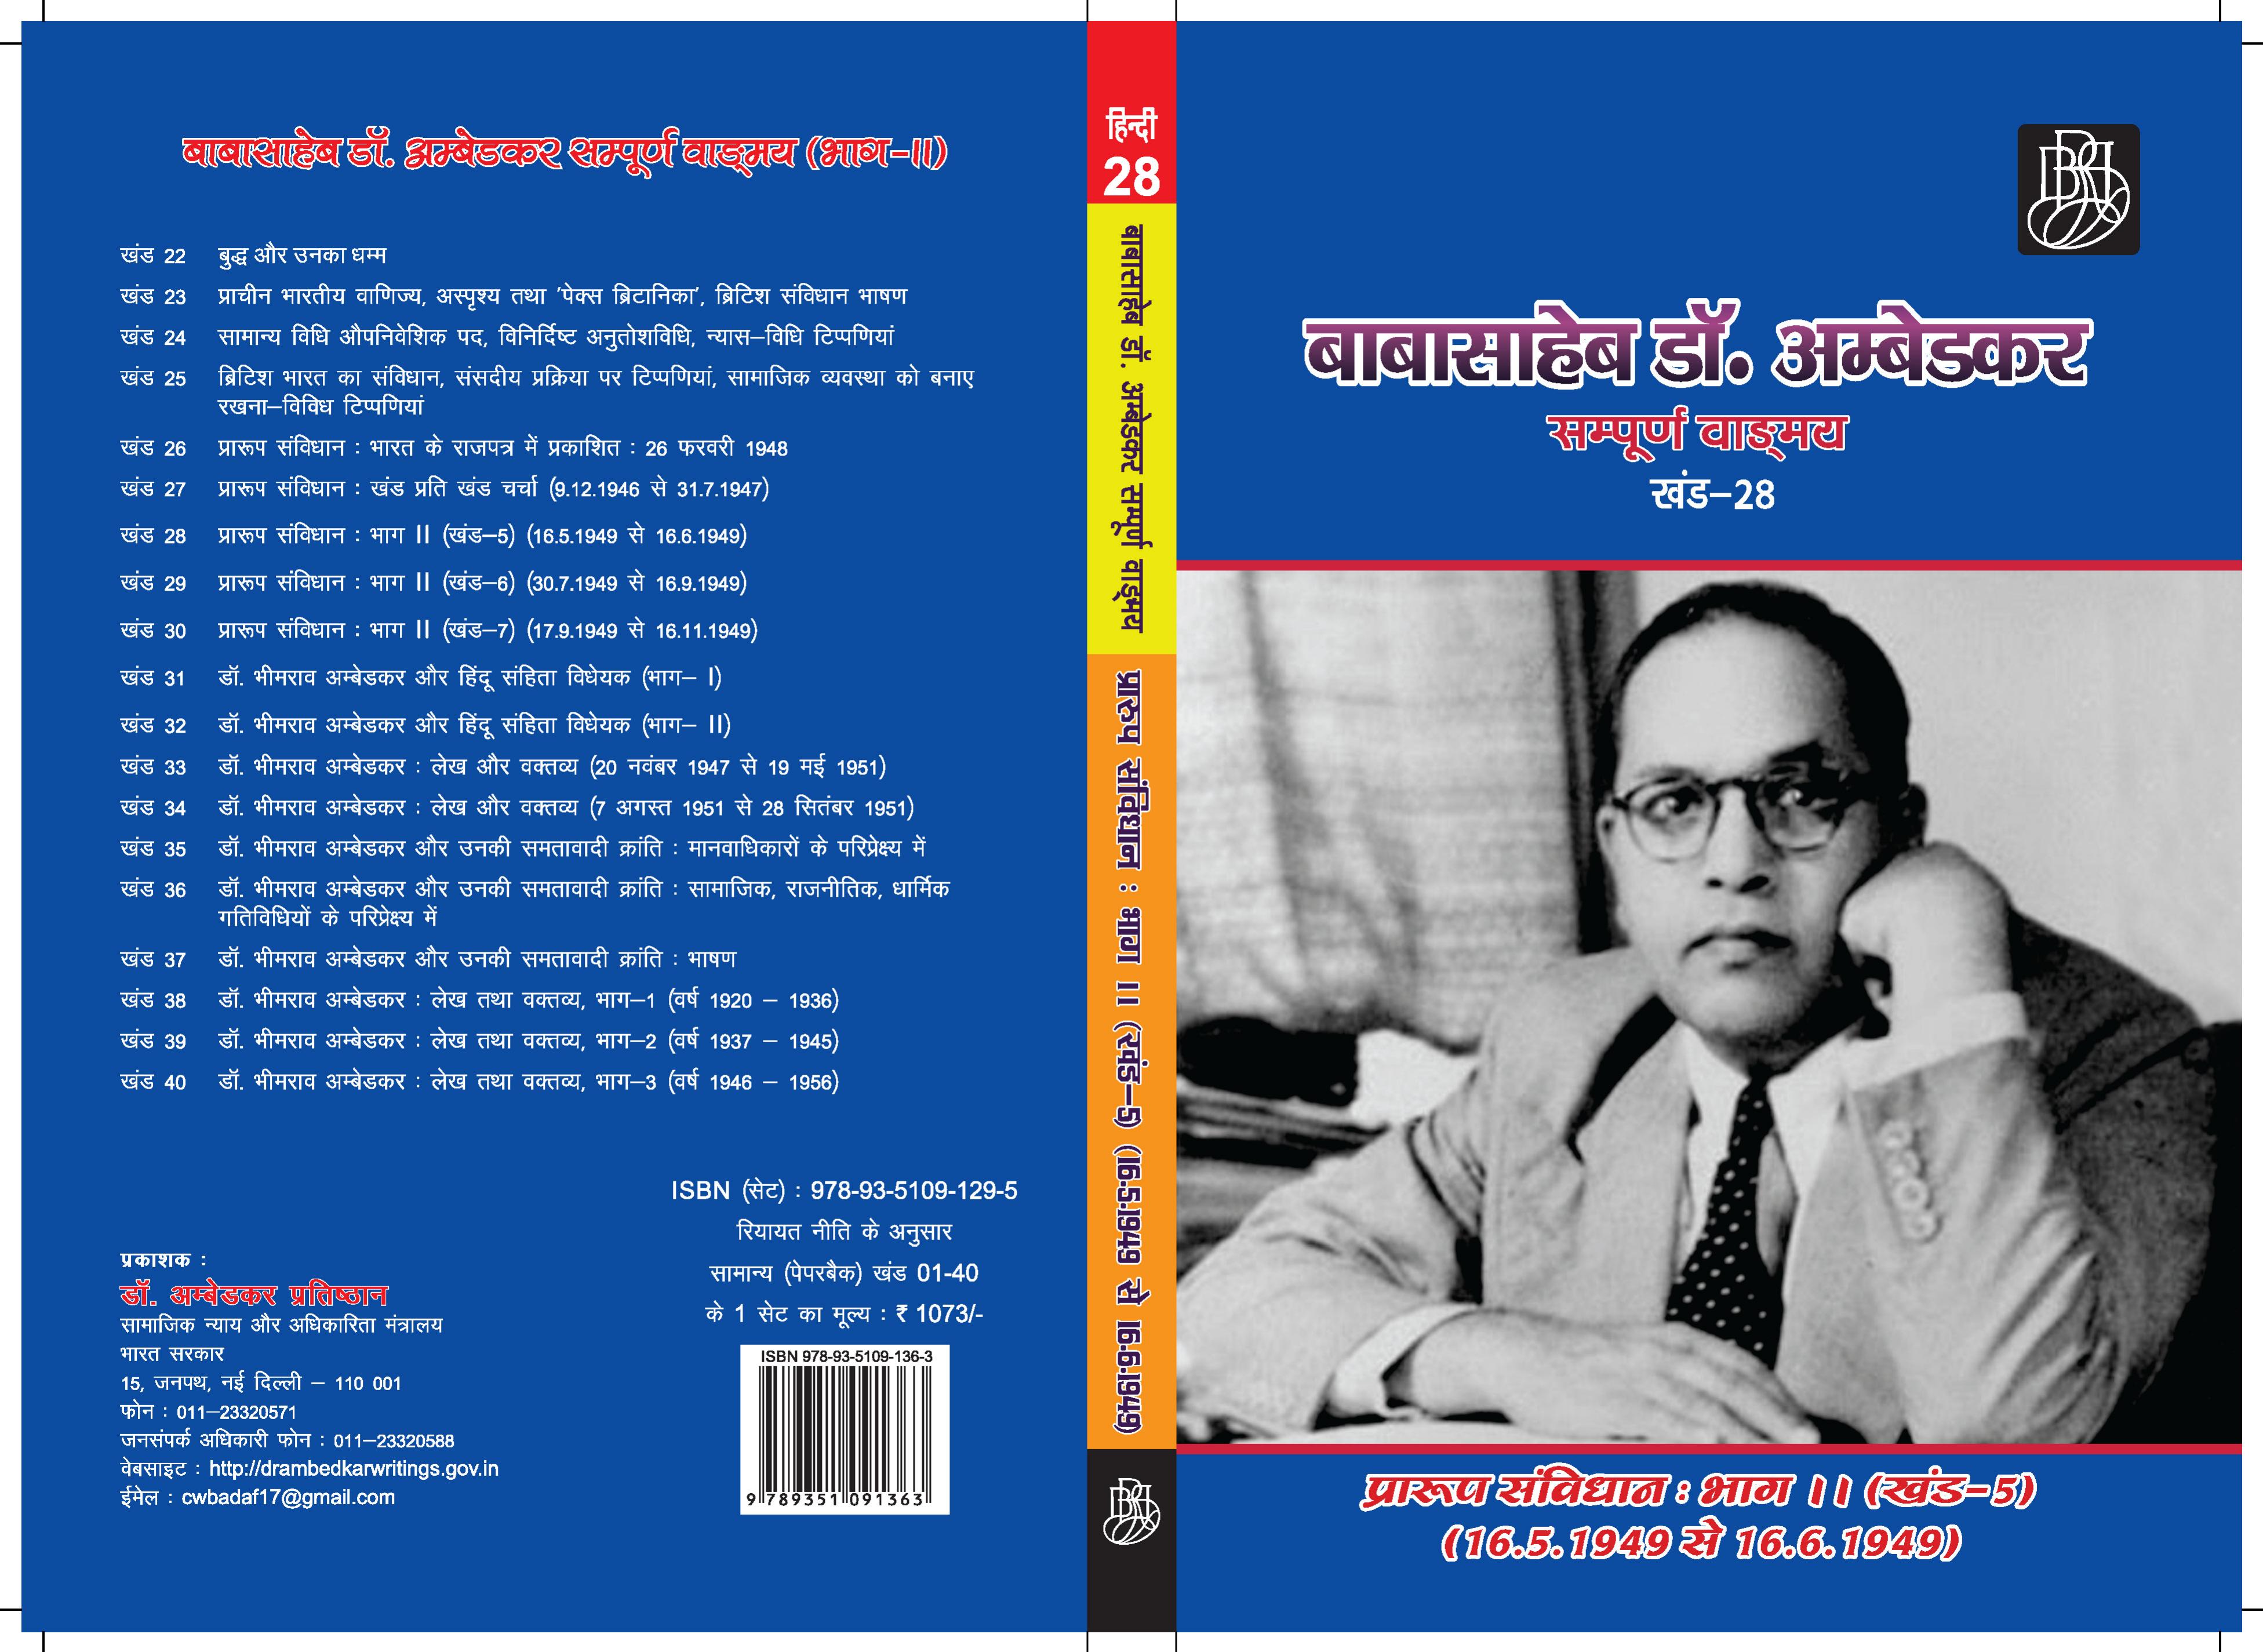 बाबासाहेब डॉ. अम्बेडकर सम्पूर्ण वाङ्मय (भाग-II)
खंड 22 बुद्ध और उनका धम्म
खंड 23 प्राचीन भारतीय वाणिज्य, अस्पृश्य तथा 'पेक्स ब्रिटानिका', ब्रिटिश संविधान भाषण
खंड 24 सामान्य विधि औपनिवेशिक पद, विनिर्दिष्ट अनुतोशविधि, न्यास–विधि टिप्पणियां
खंड 25 ब्रिटिश भारत का संविधान, संसदीय प्रक्रिया पर टिप्पणियां, सामाजिक व्यवस्था को बनाए
रखना–विविध टिप्पणियां
खंड 26 प्रारूप संविधान : भारत के राजपत्र में प्रकाशित : 26 फरवरी 1948
खंड 27 प्रारूप संविधान : खंड प्रति खंड चर्चा (9.12.1946 से 31.7.1947)
खंड 28 प्रारूप संविधान : भाग II (खंड–5) (16.5.1949 से 16.6.1949)
खंड 29 प्रारूप संविधान : भाग II (खंड–6) (30.7.1949 से 16.9.1949)
खंड 30 प्रारूप संविधान : भाग II (खंड–7) (17.9.1949 से 16.11.1949)
खंड 31 डॉ. भीमराव अम्बेडकर और हिंदू संहिता विधेयक (भाग– I)
खंड 32 डॉ. भीमराव अम्बेडकर और हिंदू संहिता विधेयक (भाग– II)
खंड 33 डॉ. भीमराव अम्बेडकर : लेख और वक्तव्य (20 नवंबर 1947 से 19 मई 1951)
खंड 34 डॉ. भीमराव अम्बेडकर : लेख और वक्तव्य (7 अगस्त 1951 से 28 सितंबर 1951)
खंड 35 डॉ. भीमराव अम्बेडकर और उनकी समतावादी क्रांति : मानवाधिकारों के परिप्रेक्ष्य में
खंड 36 डॉ. भीमराव अम्बेडकर और उनकी समतावादी क्रांति : सामाजिक, राजनीतिक, धार्मिक
गतिविधियों के परिप्रेक्ष्य में
खंड 37 डॉ. भीमराव अम्बेडकर और उनकी समतावादी क्रांति : भाषण
खंड 38 डॉ. भीमराव अम्बेडकर : लेख तथा वक्तव्य, भाग–1 (वर्ष 1920 – 1936)
खंड 39 डॉ. भीमराव अम्बेडकर : लेख तथा वक्तव्य, भाग–2 (वर्ष 1937 – 1945)
खंड 40 डॉ. भीमराव अम्बेडकर : लेख तथा वक्तव्य, भाग–3 (वर्ष 1946 – 1956)
ISBN (सेट) : 978-93-5109-129-5
रियायत नीति के अनुसार
सामान्य (पेपरबैक) खंड 01-40
के 1 सेट का मूल्य : ₹ 1073/-
ISBN 978-93-5109-136-3
9 789351 091363
प्रकाशक :
डॉ. अम्बेडकर प्रतिष्ठान
सामाजिक न्याय और अधिकारिता मंत्रालय
भारत सरकार
15, जनपथ, नई दिल्ली – 110 001
फोन : 011–23320571
जनसंपर्क अधिकारी फोन : 011–23320588
वेबसाइट : http://drambedkarwritings.gov.in
ईमेल : cwbadaf17@gmail.com
हिन्दी
28
बाबासाहेब डॉ. अम्बेडकर सम्पूर्ण वाङ्मय
प्रारूप संविधान : भाग II (खंड–5) (16.5.1949 से 16.6.1949)
बाबासाहेब डॉ. अम्बेडकर
सम्पूर्ण वाङ्मय
खंड–28
प्रारूप संविधान : भाग II (खंड–5)
(16.5.1949 से 16.6.1949)